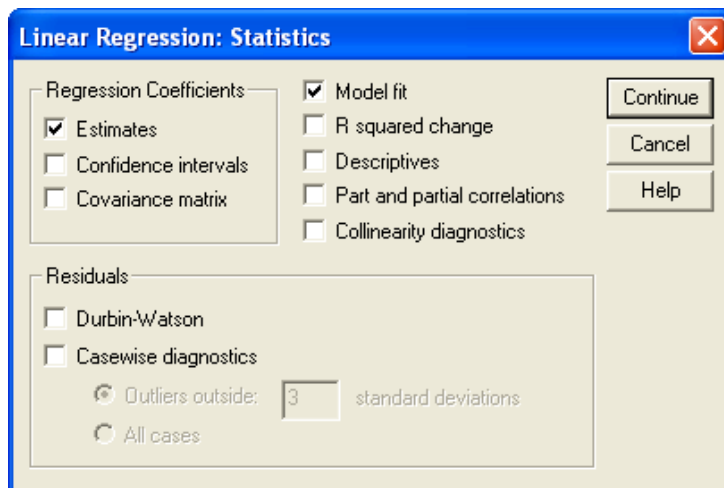 Linear Regression: Statistics
Regression Coefficients
Estimates
Confidence intervals
Covariance matrix
Model fit
R squared change
Descriptives
Part and partial correlations
Collinearity diagnostics
Continue
Cancel
Help
Residuals
Durbin-Watson
Casewise diagnostics
Outliers outside: 3 standard deviations
All cases